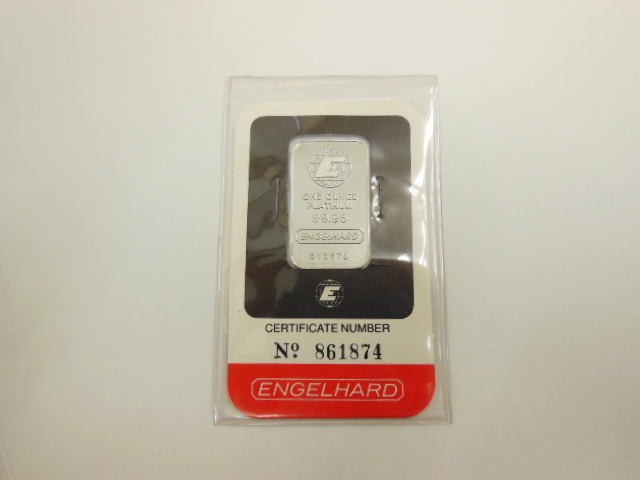 E
ONE OUNCE
PLATINUM
99.95
ENGELHARD
E
CERTIFICATE NUMBER
Nº 861874
ENGELHARD